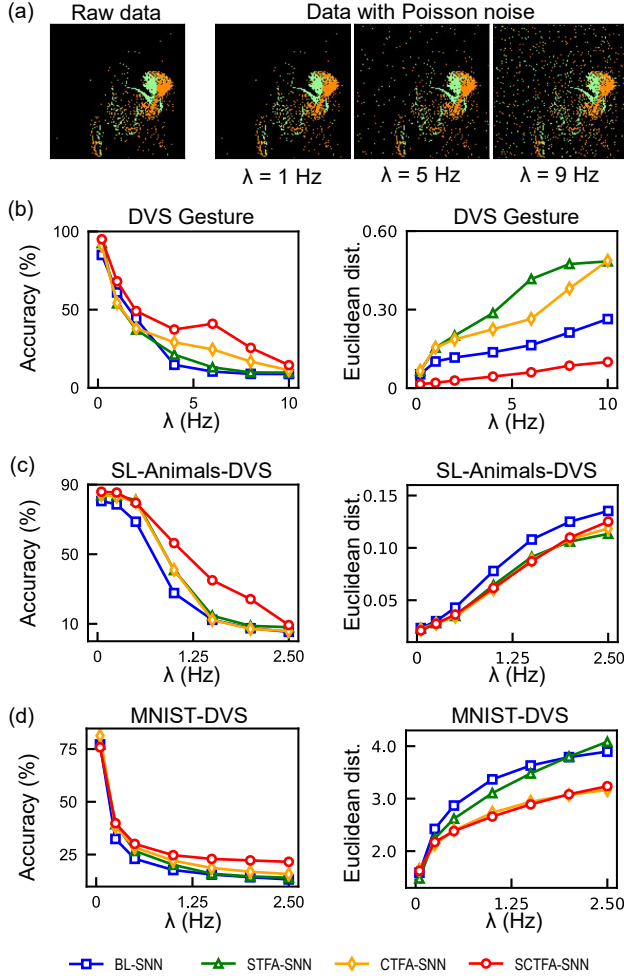 (a) Raw data Data with Poisson noise
λ = 1 Hz λ = 5 Hz λ = 9 Hz
(b) DVS Gesture DVS Gesture
Accuracy (%)
100
50
0
0 5 10
λ (Hz)
Euclidean dist.
0.60
0.30
0
0 5 10
λ (Hz)
(c) SL-Animals-DVS SL-Animals-DVS
Accuracy (%)
90
50
10
0 1.25 2.50
λ (Hz)
Euclidean dist.
0.15
0.10
0.05
0 1.25 2.50
λ (Hz)
(d) MNIST-DVS MNIST-DVS
Accuracy (%)
75
50
25
0 1.25 2.50
λ (Hz)
Euclidean dist.
4.0
3.0
2.0
0 1.25 2.50
λ (Hz)
BL-SNN STFA-SNN CTFA-SNN SCTFA-SNN